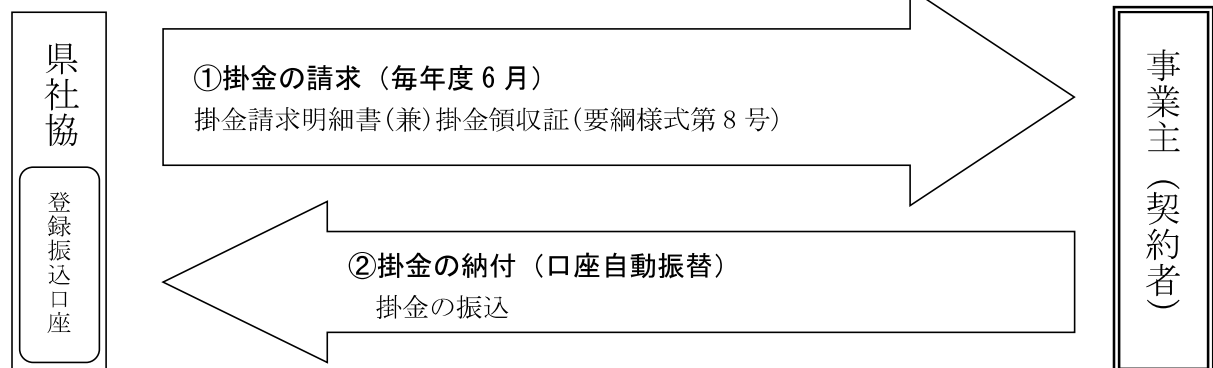 県社協
登録振込口座
①掛金の請求（毎年度６月）
掛金請求明細書(兼)掛金領収証(要綱様式第８号)
②掛金の納付（口座自動振替）
掛金の振込
事業主（契約者）